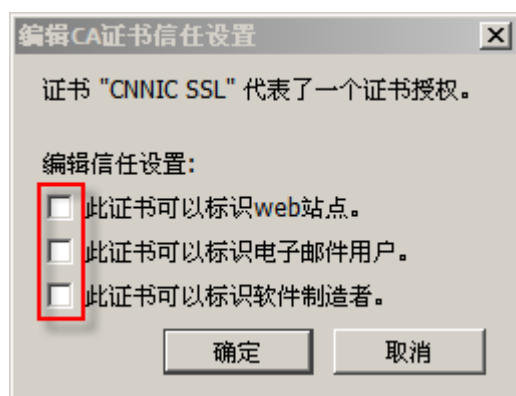 编辑CA证书信任设置
证书 "CNNIC SSL" 代表了一个证书授权。
编辑信任设置:
此证书可以标识web站点。
此证书可以标识电子邮件用户。
此证书可以标识软件制造者。
确定 取消